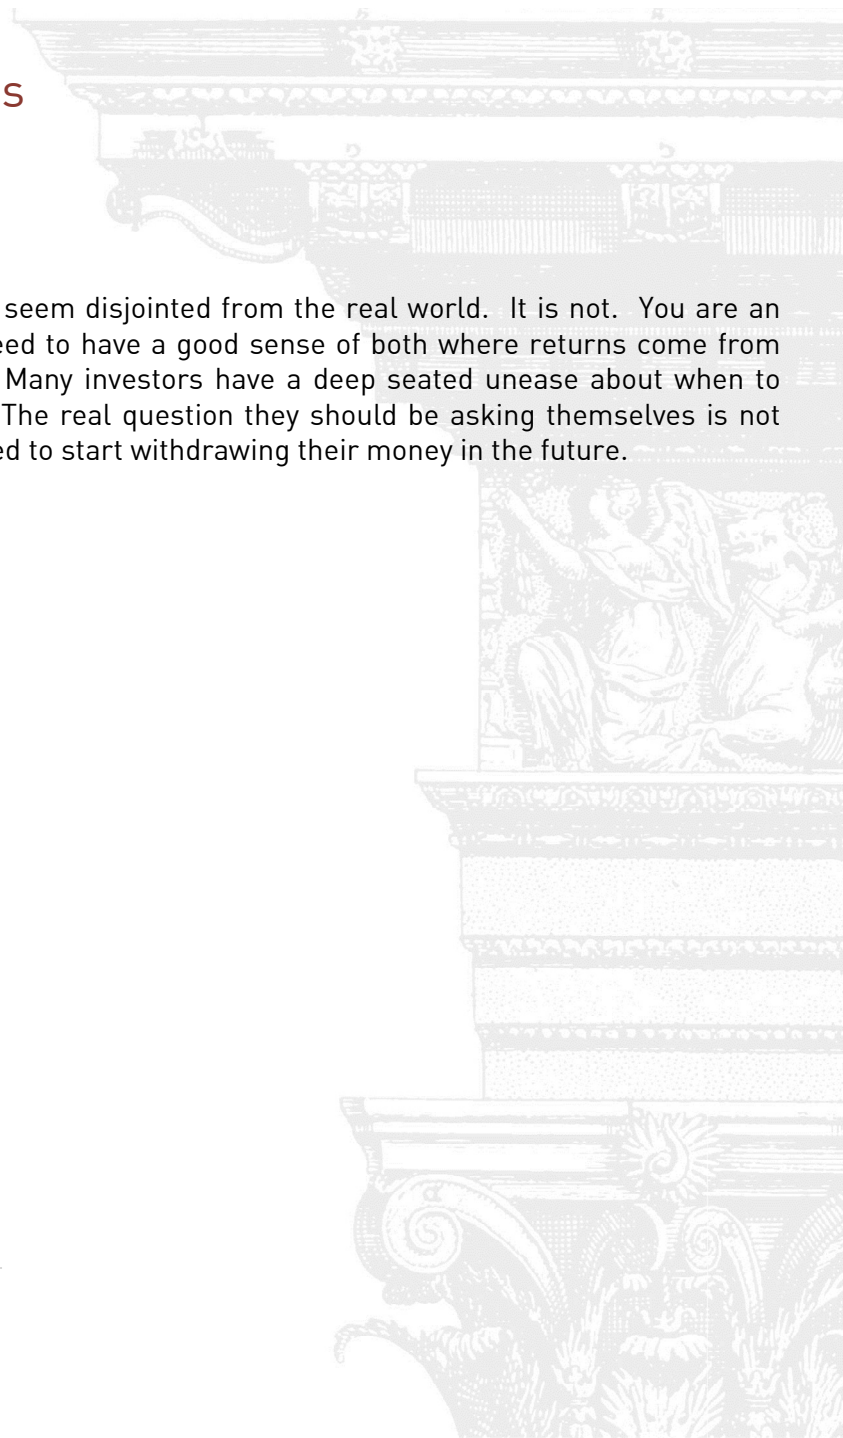 s
seem disjointed from the real world. It is not. You are an
to have a good sense of both where returns come from
Many investors have a deep seated unease about when to
The real question they should be asking themselves is not
to start withdrawing their money in the future.